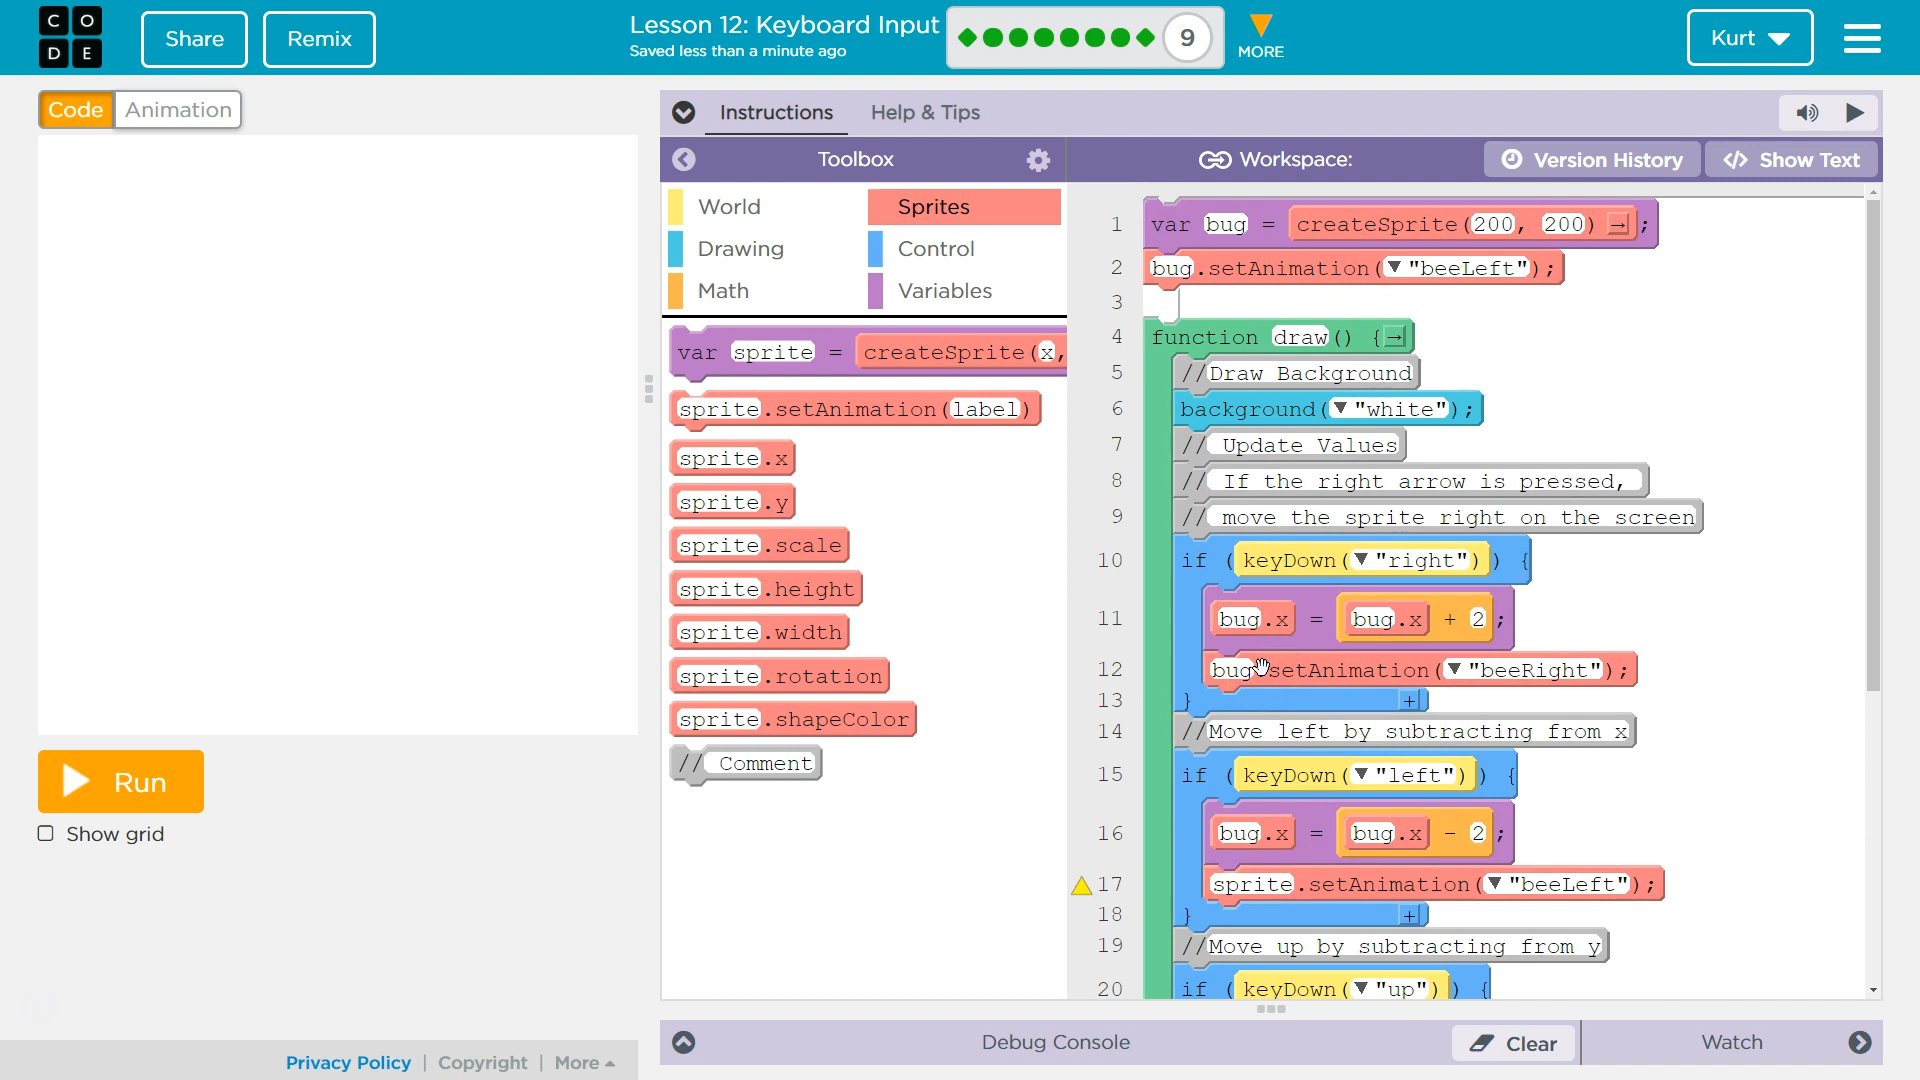 C O
D E
Share
Remix
Lesson 12: Keyboard Input
Saved less than a minute ago
9
MORE
Kurt
Code
Animation
Instructions
Help & Tips
Toolbox
Workspace:
Version History
</> Show Text
World
Sprites
Drawing
Control
Math
Variables
var sprite = createSprite(x,
sprite.setAnimation(label)
sprite.x
sprite.y
sprite.scale
sprite.height
sprite.width
sprite.rotation
sprite.shapeColor
// Comment
1 var bug = createSprite(200, 200) → ;
2 bug.setAnimation(▼ "beeLeft");
3
4 function draw() { →
5 //Draw Background
6 background(▼ "white");
7 // Update Values
8 // If the right arrow is pressed,
9 // move the sprite right on the screen
10 if (keyDown(▼ "right")) {
11 bug.x = bug.x + 2;
12 bug.setAnimation(▼ "beeRight");
13 } +
14 //Move left by subtracting from x
15 if (keyDown(▼ "left")) {
16 bug.x = bug.x - 2;
17 sprite.setAnimation(▼ "beeLeft");
18 } +
19 //Move up by subtracting from y
20 if (keyDown(▼ "up")) {
Run
Show grid
Debug Console
Clear
Watch
Privacy Policy | Copyright | More